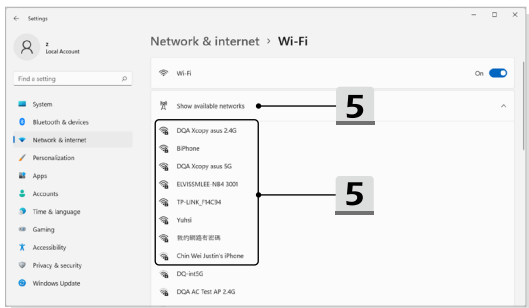 Settings
z
Local Account
Find a setting
System
Bluetooth & devices
Network & internet
Personalization
Apps
Accounts
Time & language
Gaming
Accessibility
Privacy & security
Windows Update
Network & internet > Wi-Fi
Wi-Fi
On
Show available networks
5
DQA Xcopy asus 2.4G
BiPhone
DQA Xcopy asus 5G
ELVISSMLEE-NB4 3001
TP-LINK_F14C94
5
Yuhsi
我的網路有密碼
Chin Wei Justin's iPhone
DQ-int5G
DQA AC Test AP 2.4G